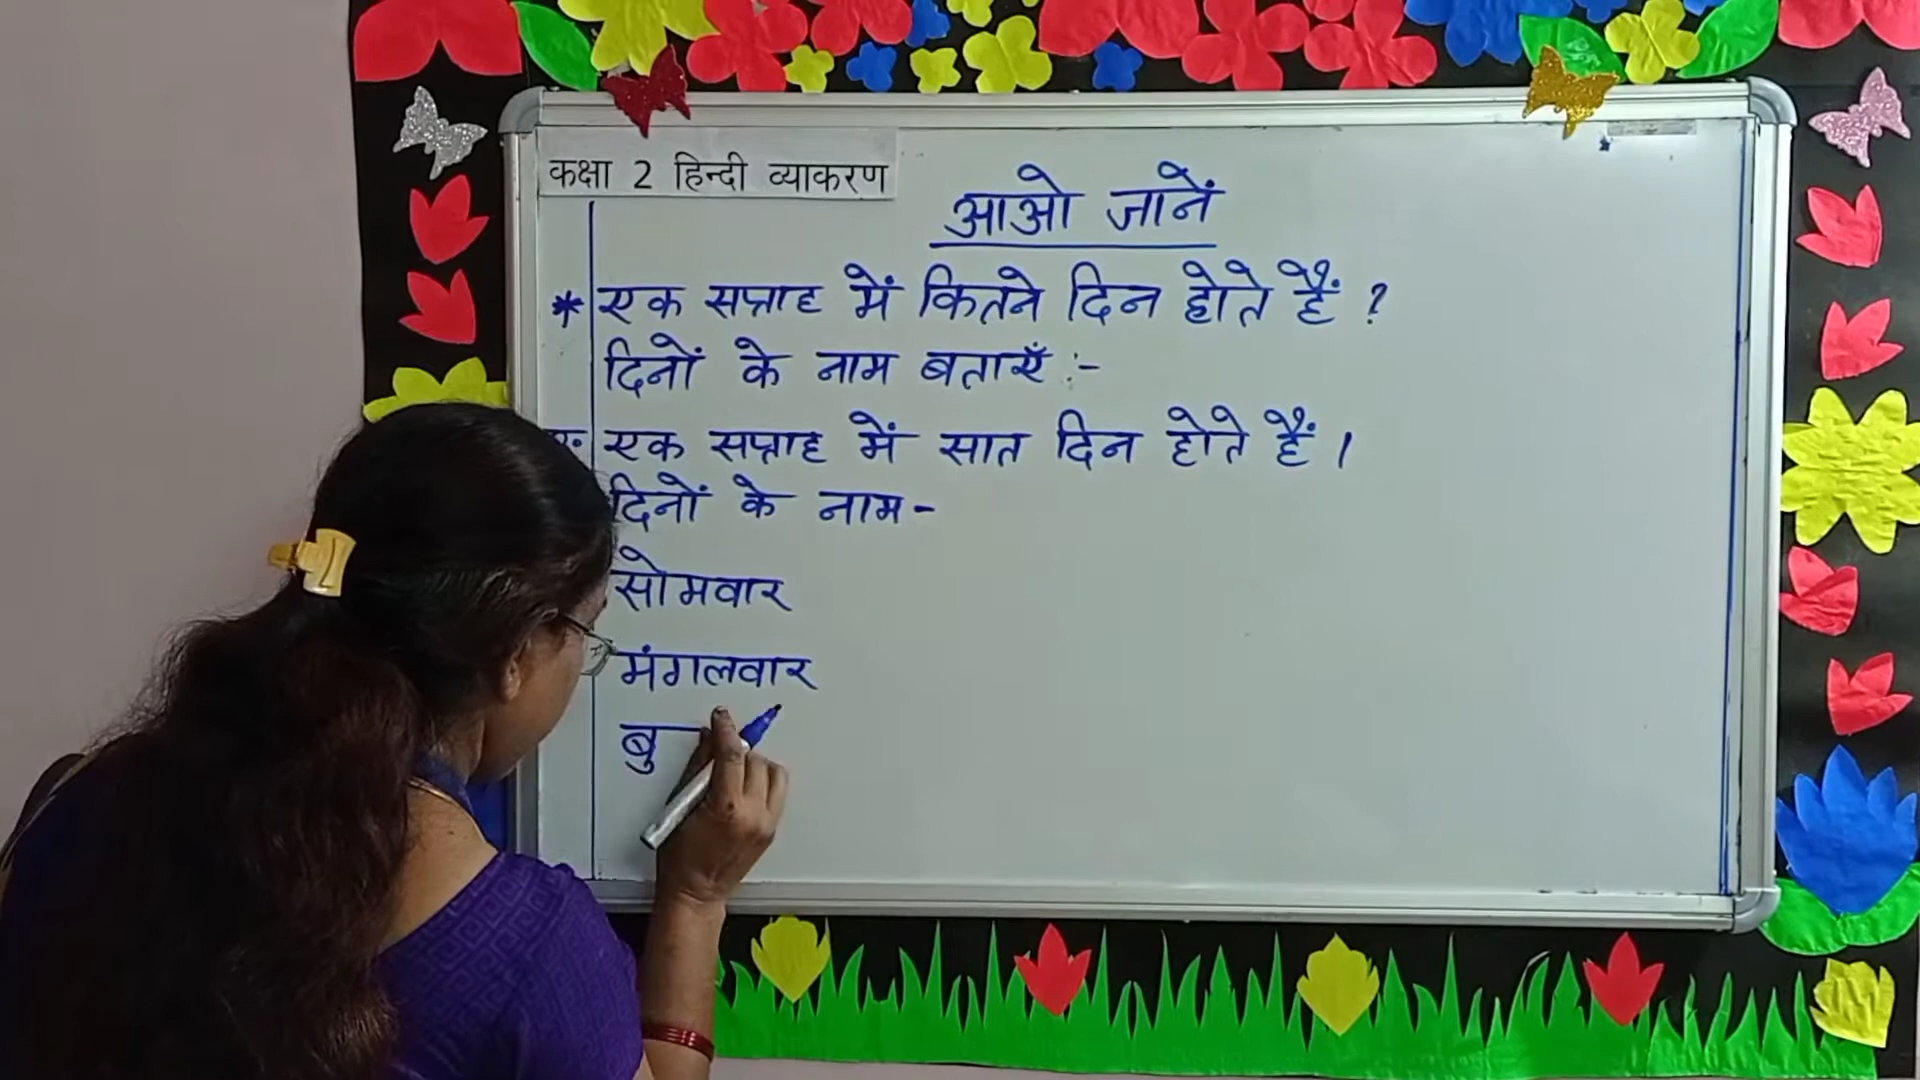 कक्षा 2 हिन्दी व्याकरण
आओ जानें
* एक सप्ताह में कितने दिन होते हैं ?
दिनों के नाम बताएँ :-
एक सप्ताह में सात दिन होते हैं ।
दिनों के नाम-
सोमवार
मंगलवार
बु